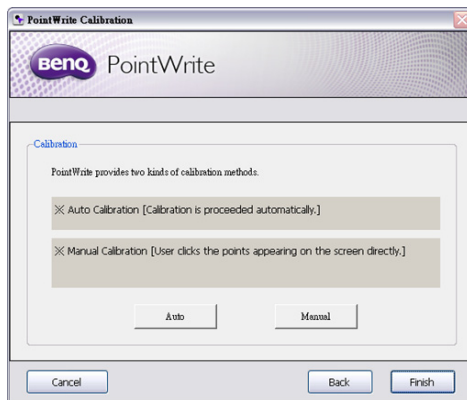 PointWrite Calibration
BenQ PointWrite
Calibration
PointWrite provides two kinds of calibration methods.
※ Auto Calibration [Calibration is proceeded automatically.]
※ Manual Calibration [User clicks the points appearing on the screen directly.]
Auto Manual
Cancel Back Finish